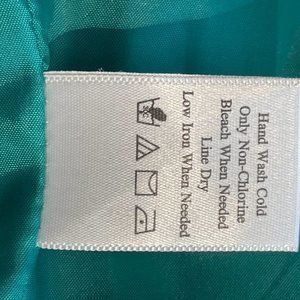 Hand Wash Cold
Only Non-Chlorine
Bleach When Needed
Line Dry
Low Iron When Needed